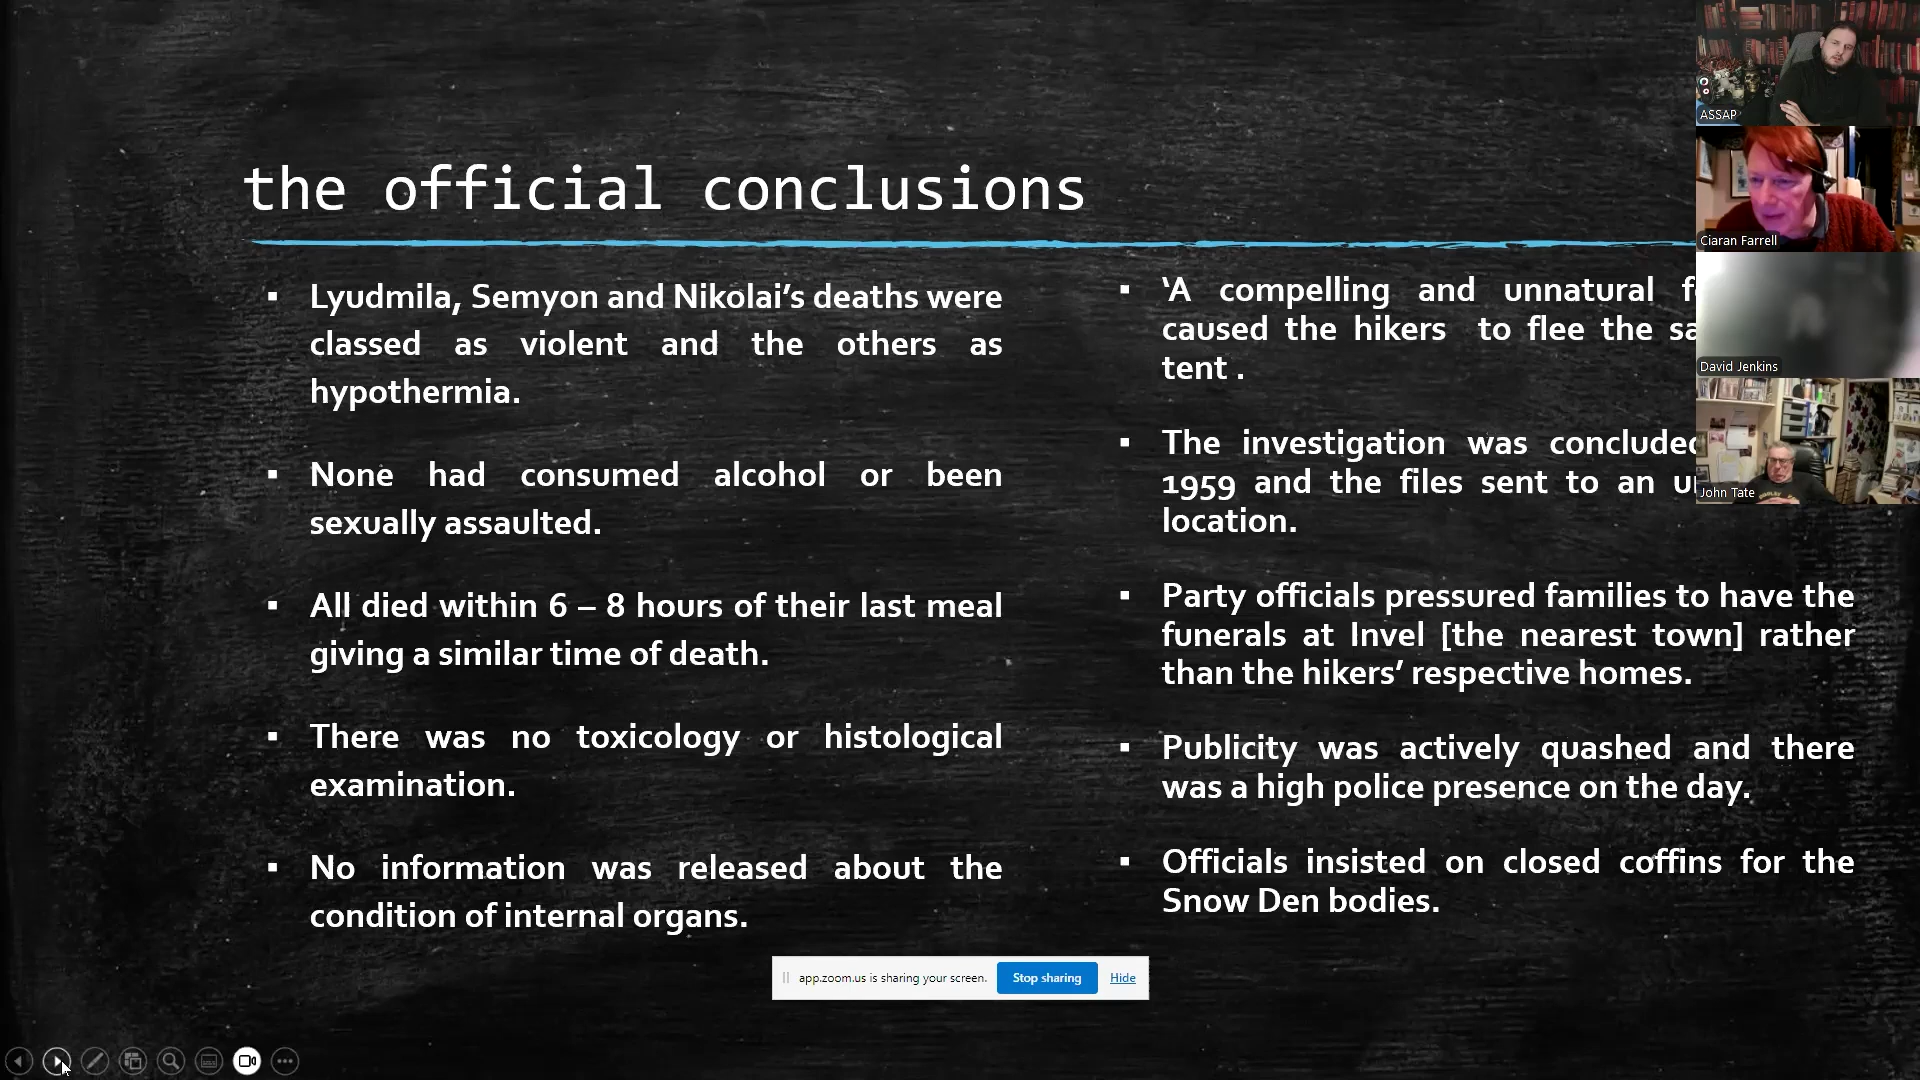 the official conclusions
▪ Lyudmila, Semyon and Nikolai’s deaths were
classed as violent and the others as
hypothermia.
▪ None had consumed alcohol or been
sexually assaulted.
▪ All died within 6 – 8 hours of their last meal
giving a similar time of death.
▪ There was no toxicology or histological
examination.
▪ No information was released about the
condition of internal organs.
▪ ‘A compelling and unnatural
caused the hikers to flee the
tent .
▪ The investigation was concluded
1959 and the files sent to an
location.
▪ Party officials pressured families to have the
funerals at Invel [the nearest town] rather
than the hikers’ respective homes.
▪ Publicity was actively quashed and there
was a high police presence on the day.
▪ Officials insisted on closed coffins for the
Snow Den bodies.
ASSAP
Ciaran Farrell
David Jenkins
John Tate
app.zoom.us is sharing your screen.
Stop sharing
Hide